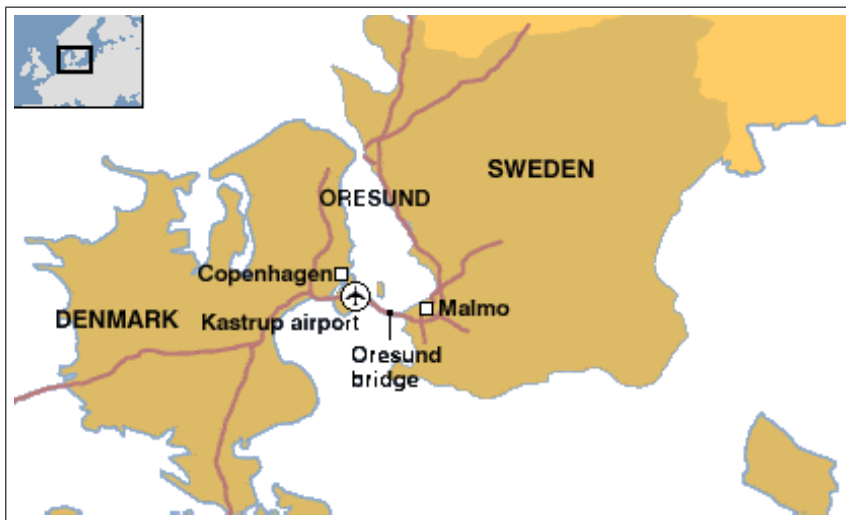 SWEDEN
ORESUND
Copenhagen
Malmo
DENMARK
Kastrup airport
Oresund
bridge